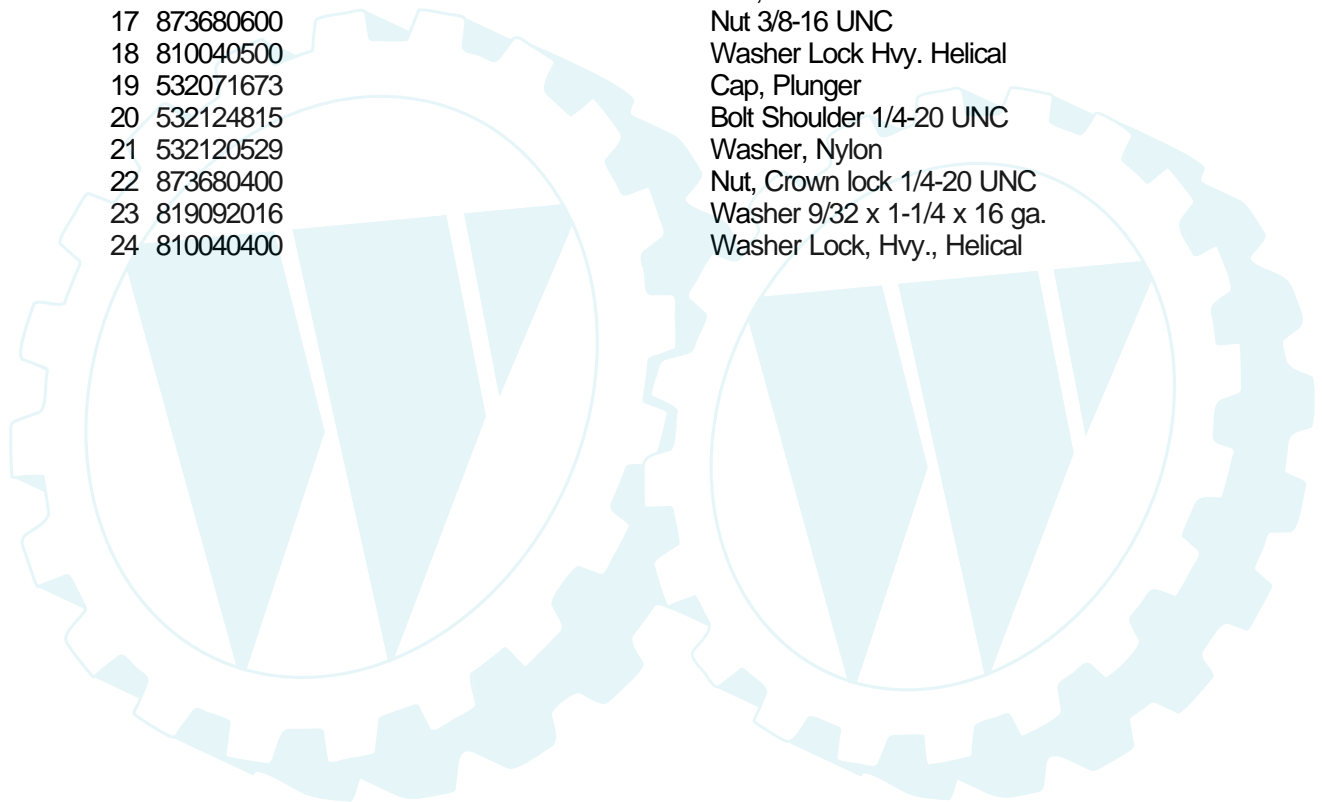 17 873680600 Nut 3/8-16 UNC
18 810040500 Washer Lock Hvy. Helical
19 532071673 Cap, Plunger
20 532124815 Bolt Shoulder 1/4-20 UNC
21 532120529 Washer, Nylon
22 873680400 Nut, Crown lock 1/4-20 UNC
23 819092016 Washer 9/32 x 1-1/4 x 16 ga.
24 810040400 Washer Lock, Hvy., Helical